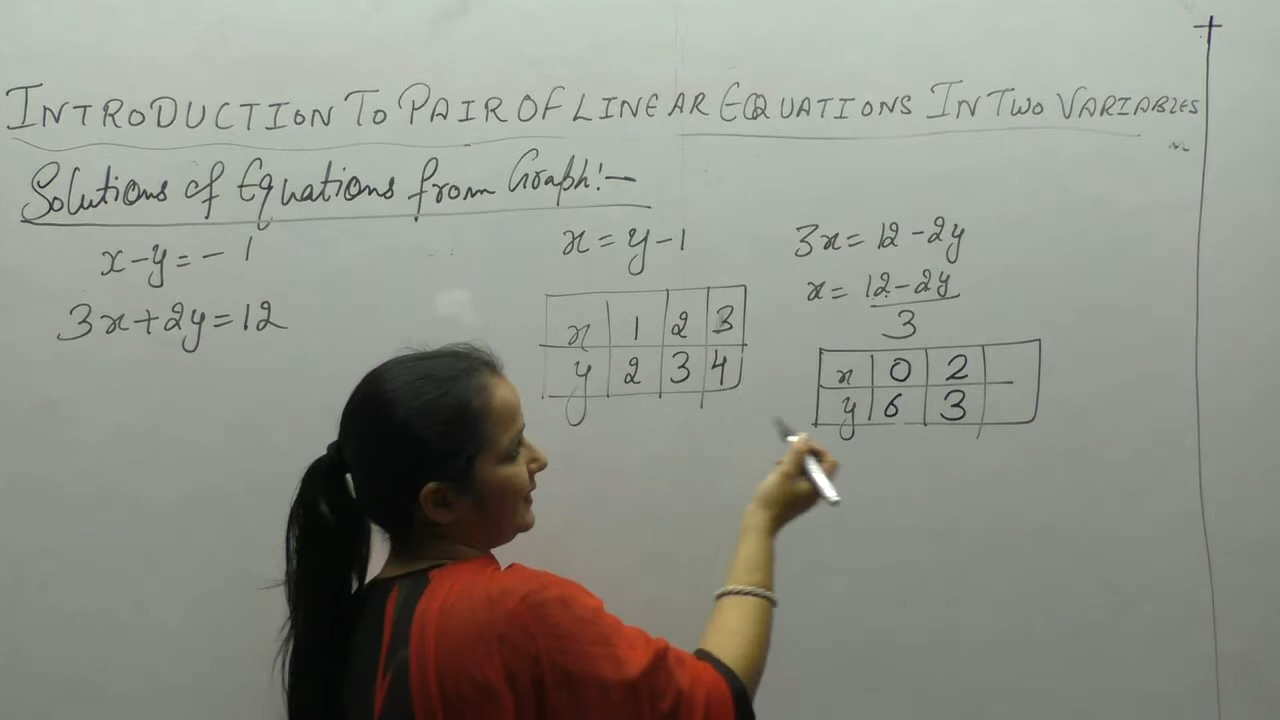 INTRODUCTION TO PAIR OF LINEAR EQUATIONS IN TWO VARIABLES
Solutions of Equations from Graph:-
x-y=-1
3x+2y=12
x=y-1
x 1 2 3
y 2 3 4
3x=12-2y
x=12-2y
3
x 0 2
y 6 3